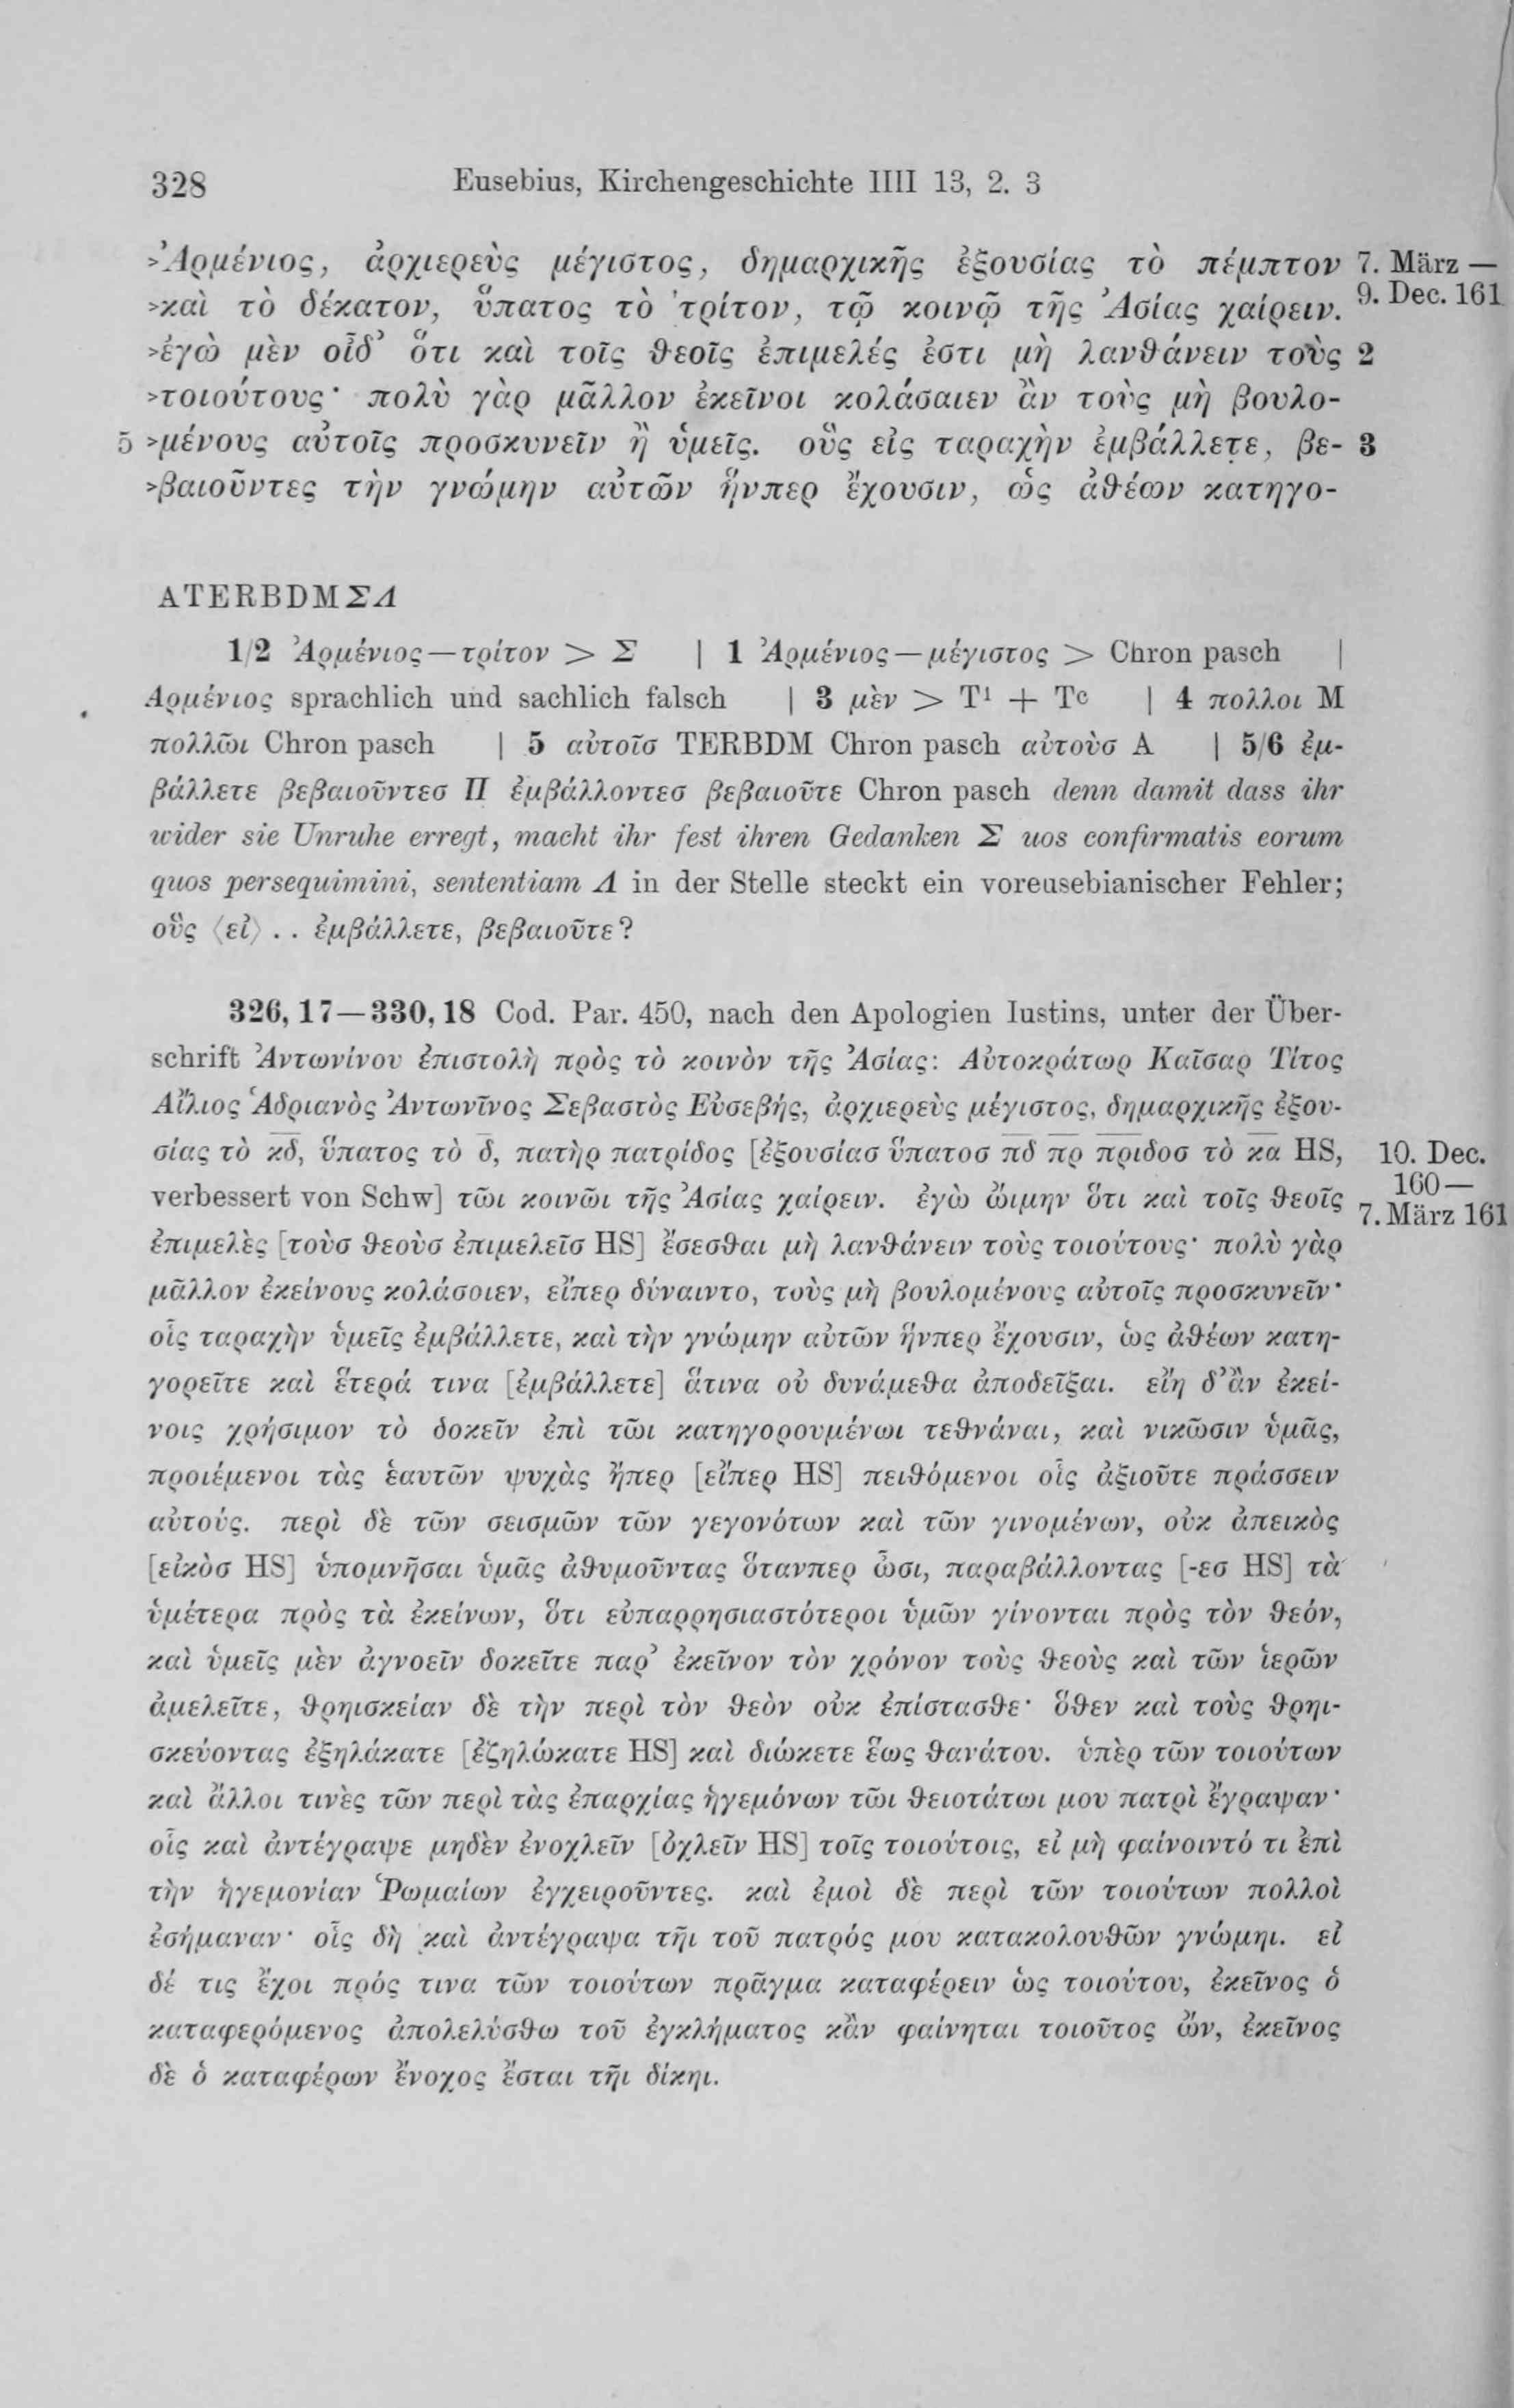 328 Eusebius, Kirchengeschichte IIII 13, 2. 3
>Ἀρμένιος, ἀρχιερεὺς μέγιστος, δημαρχικῆς ἐξουσίας τὸ πέμπτον 7. März —
>καὶ τὸ δέκατον, ὕπατος τὸ τρίτον, τῷ κοινῷ τῆς Ἀσίας χαίρειν. 9. Dec. 161
>ἐγὼ μὲν οἶδ᾽ ὅτι καὶ τοῖς θεοῖς ἐπιμελές ἐστι μὴ λανθάνειν τοὺς 2
>τοιούτους· πολὺ γὰρ μᾶλλον ἐκεῖνοι κολάσαιεν ἂν τοὺς μὴ βουλο-
5 >μένους αὐτοῖς προσκυνεῖν ἢ ὑμεῖς. οὓς εἰς ταραχὴν ἐμβάλλετε, βε- 3
>βαιοῦντες τὴν γνώμην αὐτῶν ἥνπερ ἔχουσιν, ὡς ἀθέων κατηγο-
ATERBDMΣΛ
1/2 Ἀρμένιος—τρίτον > Σ | 1 Ἀρμένιος—μέγιστος > Chron pasch |
Ἀρμένιος sprachlich und sachlich falsch | 3 μὲν > T¹ + Tᶜ | 4 πολλοι M
πολλῶι Chron pasch | 5 αὐτοῖσ TERBDM Chron pasch αὐτοὺσ A | 5/6 ἐμ-
βάλλετε βεβαιοῦντεσ Π ἐμβάλλοντεσ βεβαιοῦτε Chron pasch denn damit dass ihr
wider sie Unruhe erregt, macht ihr fest ihren Gedanken Σ uos confirmatis eorum
quos persequimini, sententiam Λ in der Stelle steckt ein voreusebianischer Fehler;
οὓς ⟨εἰ⟩ . . ἐμβάλλετε, βεβαιοῦτε?
326, 17—330, 18 Cod. Par. 450, nach den Apologien Iustins, unter der Über-
schrift Ἀντωνίνου ἐπιστολὴ πρὸς τὸ κοινὸν τῆς Ἀσίας: Αὐτοκράτωρ Καῖσαρ Τίτος
Αἴλιος Ἁδριανὸς Ἀντωνῖνος Σεβαστὸς Εὐσεβής, ἀρχιερεὺς μέγιστος, δημαρχικῆς ἐξου-
σίας τὸ κ̅δ̅, ὕπατος τὸ δ̅, πατὴρ πατρίδος [ἐξουσίασ ὕπατοσ π̅δ̅ π̅ρ̅ π̅ρ̅ι̅δοσ τὸ κ̅α̅ HS, 10. Dec.
160—
verbessert von Schw] τῶι κοινῶι τῆς Ἀσίας χαίρειν. ἐγὼ ὤιμην ὅτι καὶ τοῖς θεοῖς 7. März 161
ἐπιμελὲς [τοὺσ θεοὺσ ἐπιμελεῖσ HS] ἔσεσθαι μὴ λανθάνειν τοὺς τοιούτους· πολὺ γὰρ
μᾶλλον ἐκείνους κολάσοιεν, εἴπερ δύναιντο, τοὺς μὴ βουλομένους αὐτοῖς προσκυνεῖν·
οἷς ταραχὴν ὑμεῖς ἐμβάλλετε, καὶ τὴν γνώμην αὐτῶν ἥνπερ ἔχουσιν, ὡς ἀθέων κατη-
γορεῖτε καὶ ἕτερά τινα [ἐμβάλλετε] ἅτινα οὐ δυνάμεθα ἀποδεῖξαι. εἴη δ᾽ἂν ἐκεί-
νοις χρήσιμον τὸ δοκεῖν ἐπὶ τῶι κατηγορουμένωι τεθνάναι, καὶ νικῶσιν ὑμᾶς,
προιέμενοι τὰς ἑαυτῶν ψυχὰς ἤπερ [εἴπερ HS] πειθόμενοι οἷς ἀξιοῦτε πράσσειν
αὐτούς. περὶ δὲ τῶν σεισμῶν τῶν γεγονότων καὶ τῶν γινομένων, οὐκ ἀπεικὸς
[εἰκὸσ HS] ὑπομνῆσαι ὑμᾶς ἀθυμοῦντας ὅτανπερ ὦσι, παραβάλλοντας [-εσ HS] τὰ
ὑμέτερα πρὸς τὰ ἐκείνων, ὅτι εὐπαρρησιαστότεροι ὑμῶν γίνονται πρὸς τὸν θεόν,
καὶ ὑμεῖς μὲν ἀγνοεῖν δοκεῖτε παρ᾽ ἐκεῖνον τὸν χρόνον τοὺς θεοὺς καὶ τῶν ἱερῶν
ἀμελεῖτε, θρηισκείαν δὲ τὴν περὶ τὸν θεὸν οὐκ ἐπίστασθε· ὅθεν καὶ τοὺς θρηι-
σκεύοντας ἐξηλάκατε [ἐζηλώκατε HS] καὶ διώκετε ἕως θανάτου. ὑπὲρ τῶν τοιούτων
καὶ ἄλλοι τινὲς τῶν περὶ τὰς ἐπαρχίας ἡγεμόνων τῶι θειοτάτωι μου πατρὶ ἔγραψαν·
οἷς καὶ ἀντέγραψε μηδὲν ἐνοχλεῖν [ὀχλεῖν HS] τοῖς τοιούτοις, εἰ μὴ φαίνοιντό τι ἐπὶ
τὴν ἡγεμονίαν Ῥωμαίων ἐγχειροῦντες. καὶ ἐμοὶ δὲ περὶ τῶν τοιούτων πολλοὶ
ἐσήμαναν· οἷς δὴ καὶ ἀντέγραψα τῆι τοῦ πατρός μου κατακολουθῶν γνώμηι. εἰ
δέ τις ἔχοι πρός τινα τῶν τοιούτων πρᾶγμα καταφέρειν ὡς τοιούτου, ἐκεῖνος ὁ
καταφερόμενος ἀπολελύσθω τοῦ ἐγκλήματος κἂν φαίνηται τοιοῦτος ὤν, ἐκεῖνος
δὲ ὁ καταφέρων ἔνοχος ἔσται τῆι δίκηι.